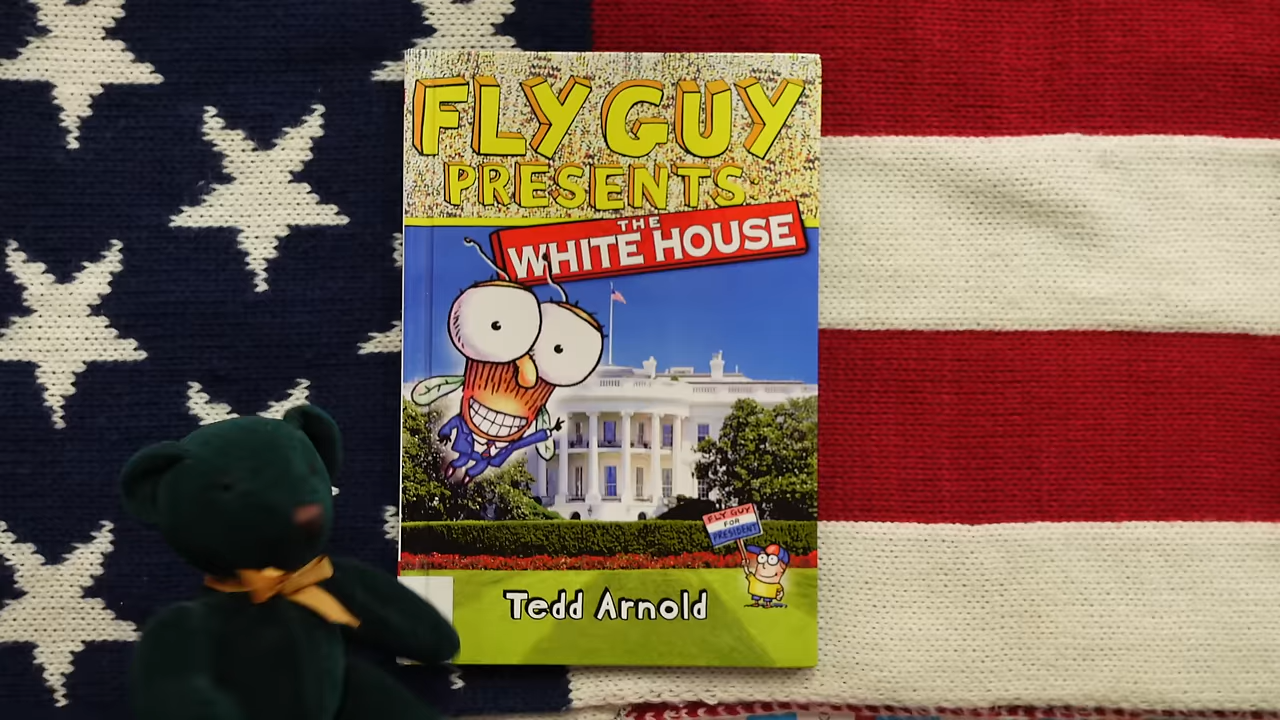 FLY GUY
PRESENTS
THE
WHITE HOUSE
FLY GUY
FOR
PRESIDENT
Tedd Arnold